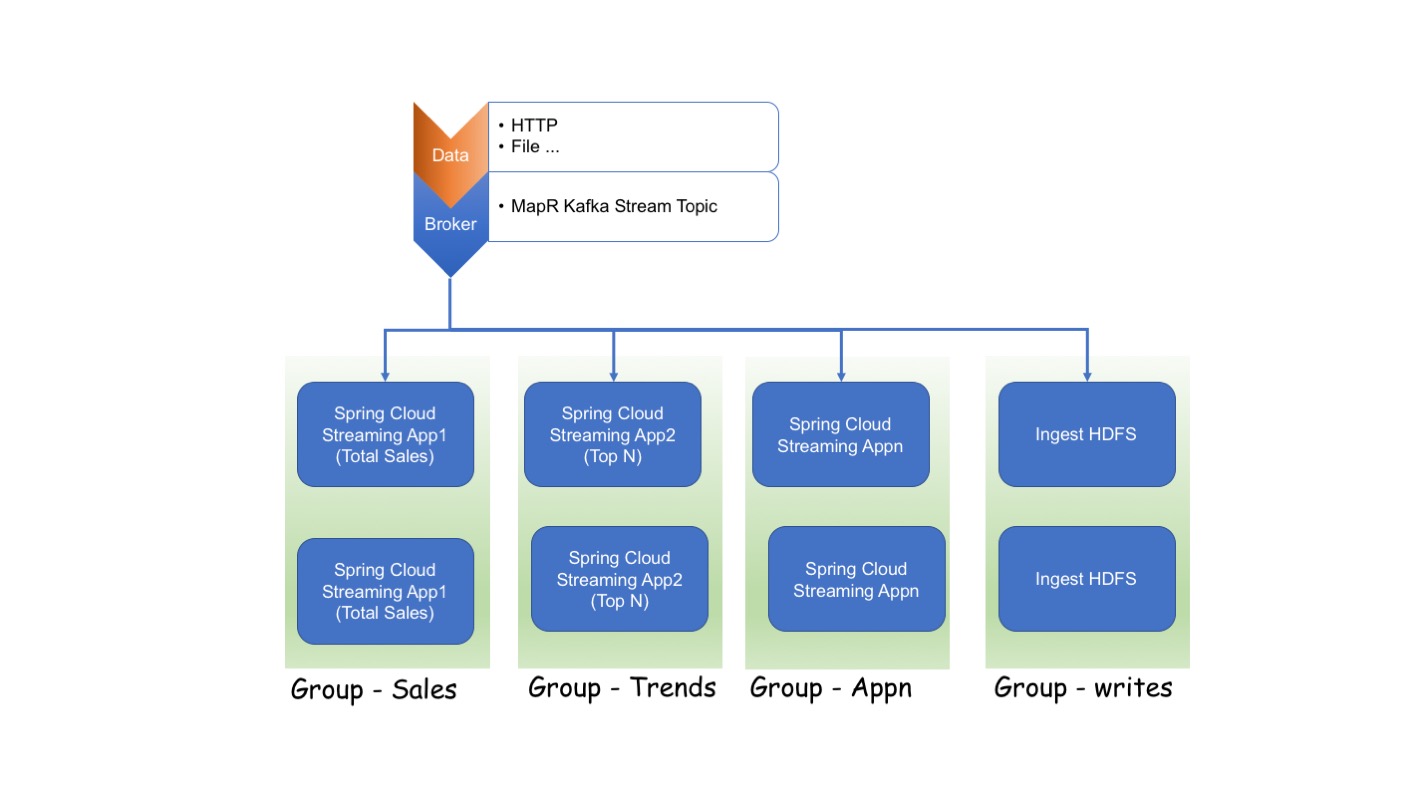 Data
• HTTP
• File ...
Broker
• MapR Kafka Stream Topic
Spring Cloud
Streaming App1
(Total Sales)
Spring Cloud
Streaming App2
(Top N)
Spring Cloud
Streaming Appn
Ingest HDFS
Spring Cloud
Streaming App1
(Total Sales)
Spring Cloud
Streaming App2
(Top N)
Spring Cloud
Streaming Appn
Ingest HDFS
Group - Sales
Group - Trends
Group - Appn
Group - writes